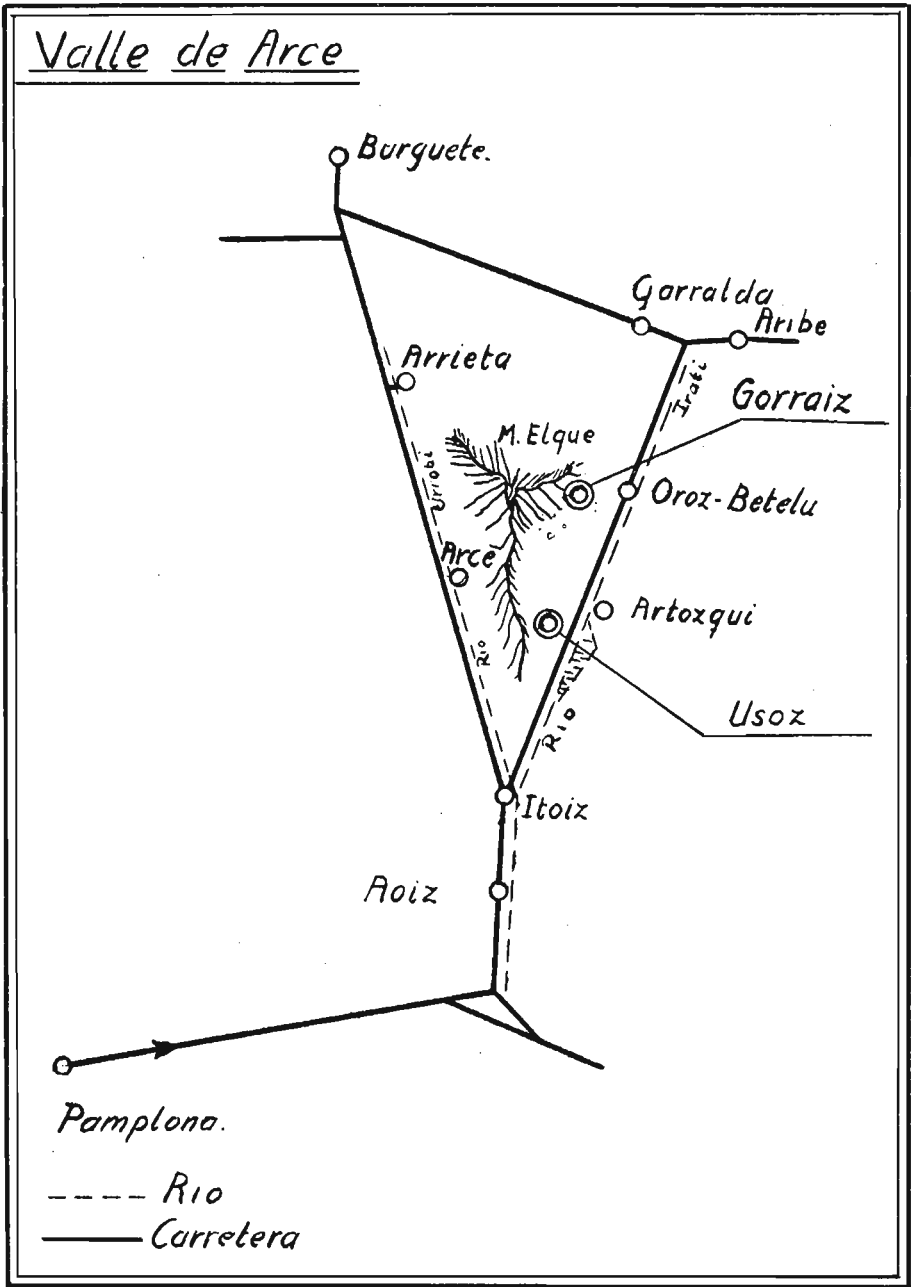 Valle de Arce
Burguete.
Garralda
Aribe
Arrieta
Irati
Gorraiz
M. Elque
Urrobi
Oroz-Betelu
Arce
Artozqui
Rio
Rio
Usoz
Itoiz
Aoiz
Pamplona.
Rio
Carretera